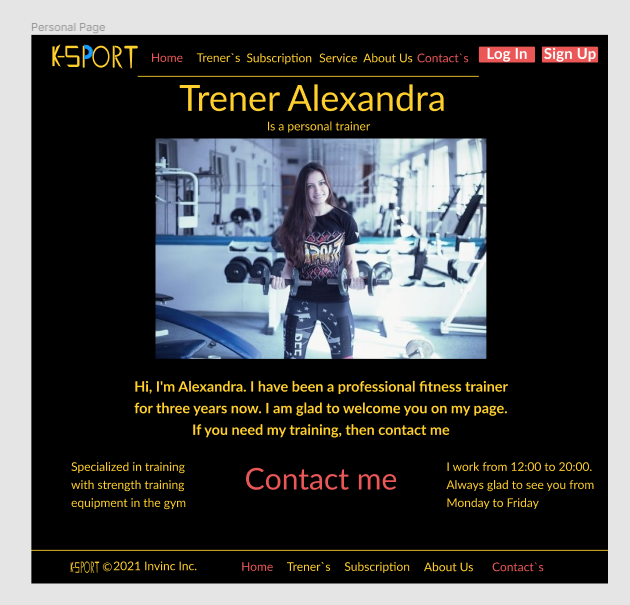 Personal Page
K-SPORT
Home Trener`s Subscription Service About Us Contact`s Log In Sign Up
Trener Alexandra
Is a personal trainer
Hi, I'm Alexandra. I have been a professional fitness trainer
for three years now. I am glad to welcome you on my page.
If you need my training, then contact me
Specialized in training
with strength training
equipment in the gym
Contact me
I work from 12:00 to 20:00.
Always glad to see you from
Monday to Friday
K-SPORT ©2021 Invinc Inc. Home Trener`s Subscription About Us Contact`s